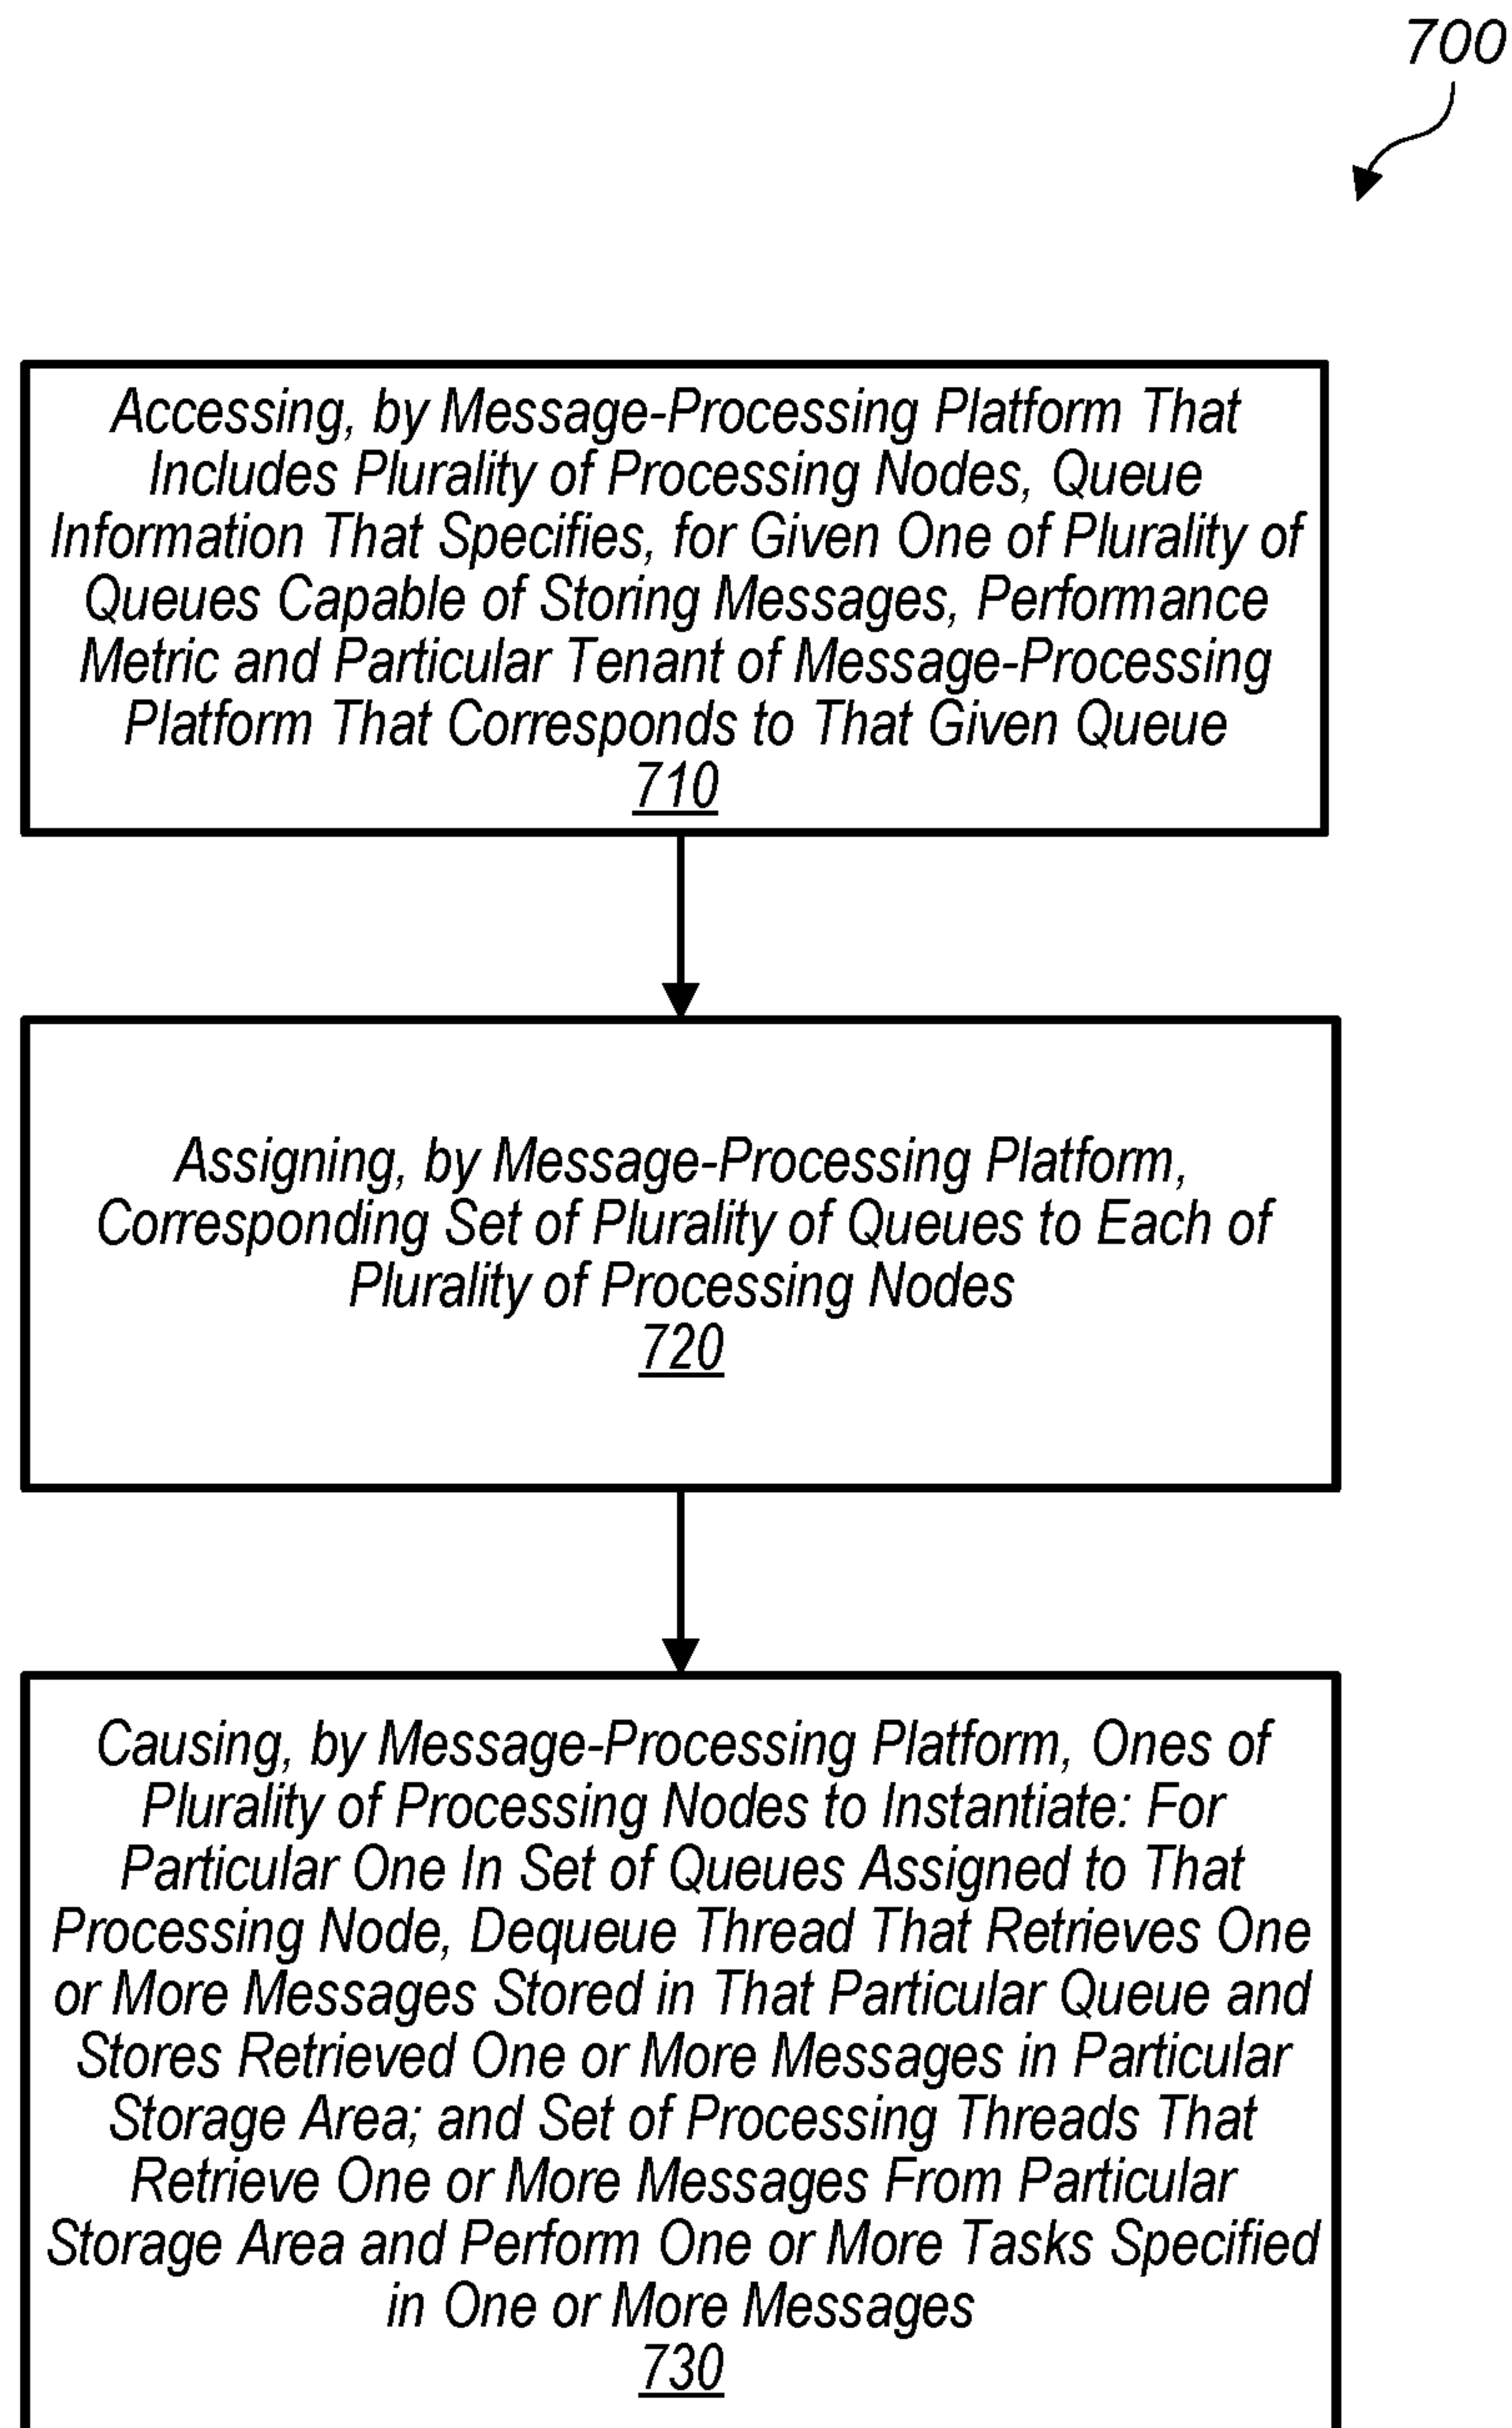 700
Accessing, by Message-Processing Platform That
Includes Plurality of Processing Nodes, Queue
Information That Specifies, for Given One of Plurality of
Queues Capable of Storing Messages, Performance
Metric and Particular Tenant of Message-Processing
Platform That Corresponds to That Given Queue
710
Assigning, by Message-Processing Platform,
Corresponding Set of Plurality of Queues to Each of
Plurality of Processing Nodes
720
Causing, by Message-Processing Platform, Ones of
Plurality of Processing Nodes to Instantiate: For
Particular One In Set of Queues Assigned to That
Processing Node, Dequeue Thread That Retrieves One
or More Messages Stored in That Particular Queue and
Stores Retrieved One or More Messages in Particular
Storage Area; and Set of Processing Threads That
Retrieve One or More Messages From Particular
Storage Area and Perform One or More Tasks Specified
in One or More Messages
730